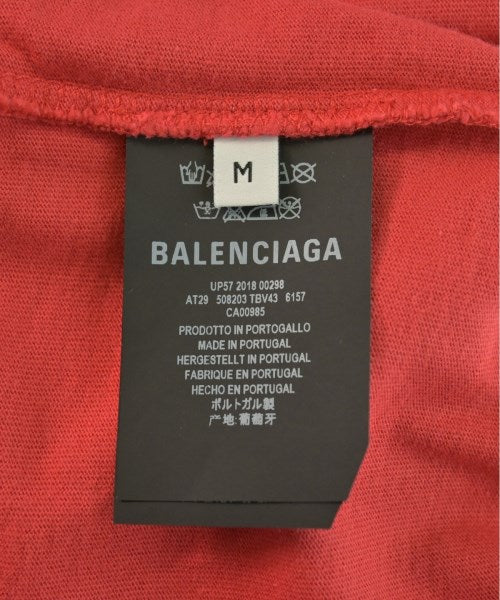 M
BALENCIAGA
UP57 2018 00298
AT29 508203 TBV43 6157
CA00985
PRODOTTO IN PORTOGALLO
MADE IN PORTUGAL
HERGESTELLT IN PORTUGAL
FABRIQUE EN PORTUGAL
HECHO EN PORTUGAL
ポルトガル製
产地:葡萄牙